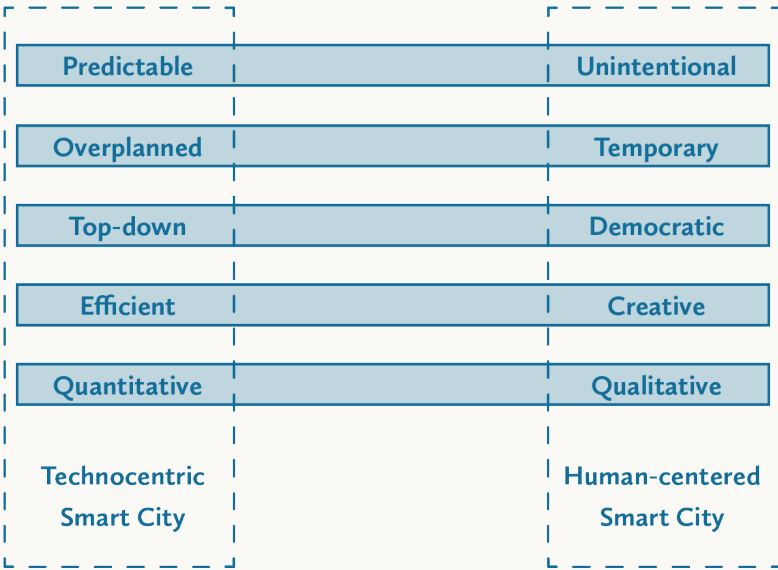 Predictable Unintentional
Overplanned Temporary
Top-down Democratic
Efficient Creative
Quantitative Qualitative
Technocentric Human-centered
Smart City Smart City